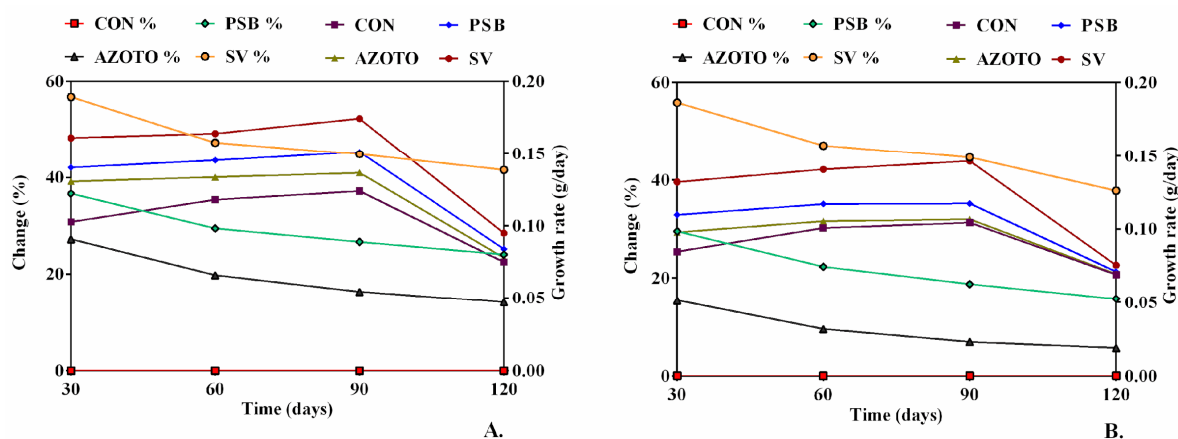 CON % PSB % CON PSB
AZOTO % SV % AZOTO SV
60
40
20
0
Change (%)
0.20
0.15
0.10
0.05
0.00
Growth rate (g/day)
30 60 90 120
Time (days)
A.
CON % PSB % CON PSB
AZOTO % SV % AZOTO SV
60
40
20
0
Change (%)
0.20
0.15
0.10
0.05
0.00
Growth rate (g/day)
30 60 90 120
Time (days)
B.